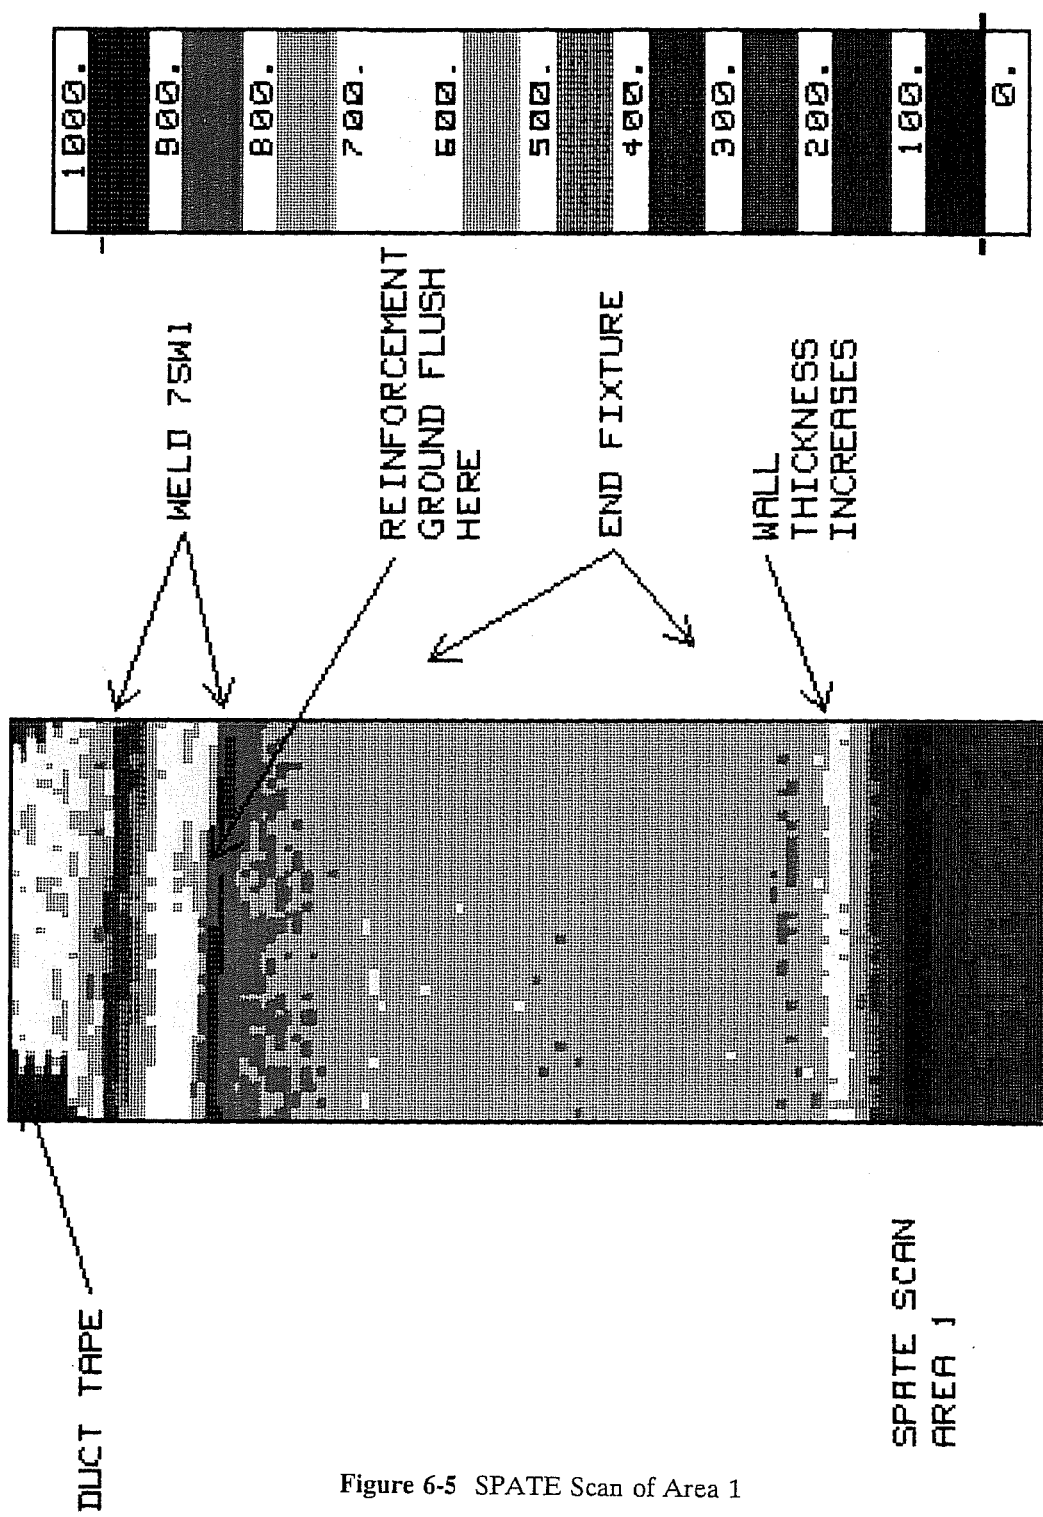 1000.
900.
800.
700.
600.
500.
400.
300.
200.
100.
0.
WELD 7SW1
REINFORCEMENT
GROUND FLUSH
HERE
END FIXTURE
WALL
THICKNESS
INCREASES
DUCT TAPE
SPATE SCAN
AREA 1
Figure 6-5 SPATE Scan of Area 1